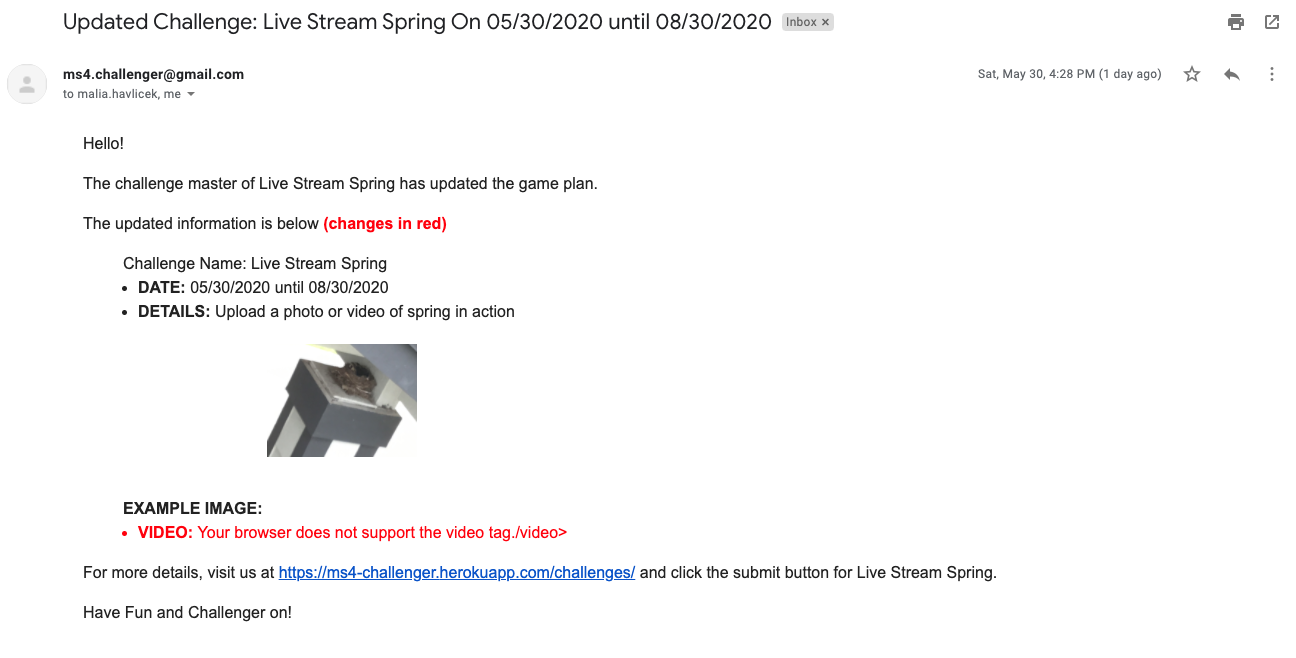 Updated Challenge: Live Stream Spring On 05/30/2020 until 08/30/2020 Inbox ×
ms4.challenger@gmail.com Sat, May 30, 4:28 PM (1 day ago)
to malia.havlicek, me
Hello!
The challenge master of Live Stream Spring has updated the game plan.
The updated information is below (changes in red)
Challenge Name: Live Stream Spring
• DATE: 05/30/2020 until 08/30/2020
• DETAILS: Upload a photo or video of spring in action
EXAMPLE IMAGE:
• VIDEO: Your browser does not support the video tag./video>
For more details, visit us at https://ms4-challenger.herokuapp.com/challenges/ and click the submit button for Live Stream Spring.
Have Fun and Challenger on!